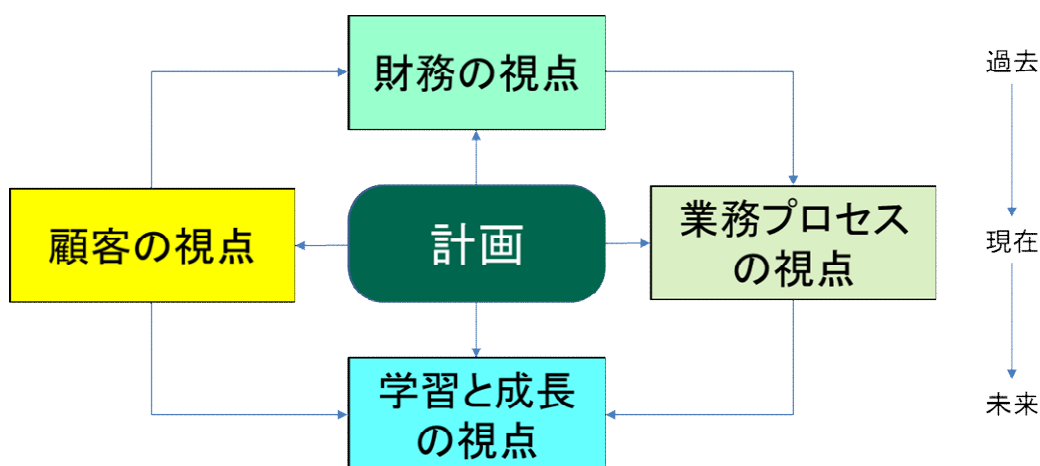 財務の視点
過去
顧客の視点
計画
業務プロセス
の視点
現在
学習と成長
の視点
未来